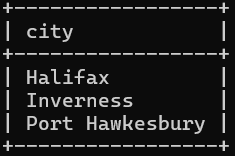 +-----------------+
| city            |
+-----------------+
| Halifax         |
| Inverness       |
| Port Hawkesbury |
+-----------------+